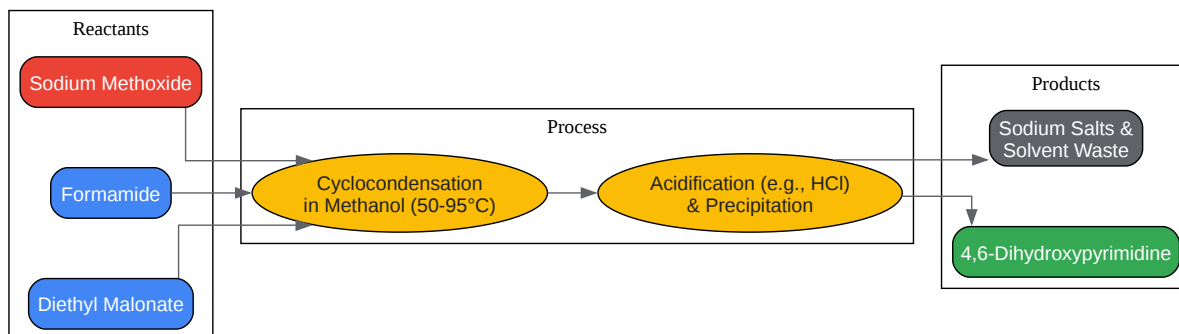 Reactants
Sodium Methoxide
Formamide
Diethyl Malonate
Process
Cyclocondensation
in Methanol (50-95°C)
Acidification (e.g., HCl)
& Precipitation
Products
Sodium Salts &
Solvent Waste
4,6-Dihydroxypyrimidine